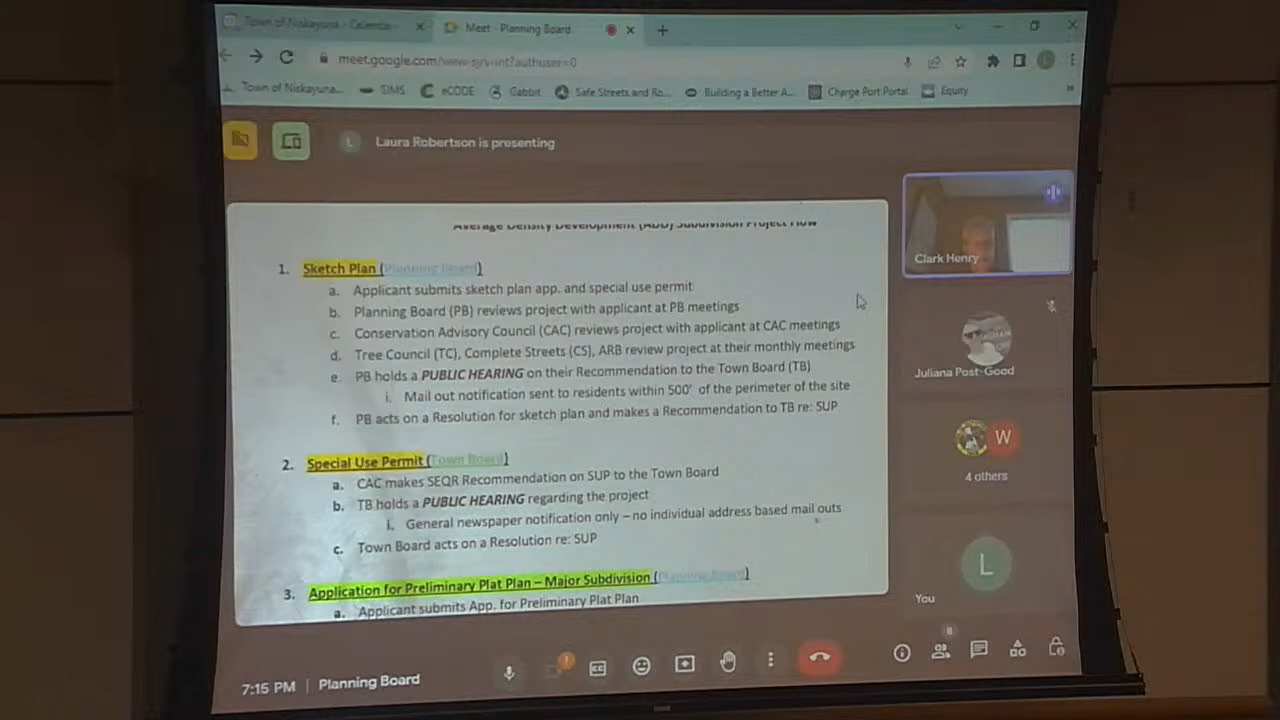 Town of Niskayuna - Calendar
Meet - Planning Board
meet.google.com/
Town of Niskayuna...
SIMS
eCODE
Gabbit
Safe Streets and Ro...
Building a Better A...
Charge Port Portal
Equity
L
Laura Robertson is presenting
Average Density Development (ADD) Subdivision Project Flow
1. Sketch Plan (Planning Board)
a. Applicant submits sketch plan app. and special use permit
b. Planning Board (PB) reviews project with applicant at PB meetings
c. Conservation Advisory Council (CAC) reviews project with applicant at CAC meetings
d. Tree Council (TC), Complete Streets (CS), ARB review project at their monthly meetings
e. PB holds a PUBLIC HEARING on their Recommendation to the Town Board (TB)
i. Mail out notification sent to residents within 500' of the perimeter of the site
f. PB acts on a Resolution for sketch plan and makes a Recommendation to TB re: SUP
2. Special Use Permit (Town Board)
a. CAC makes SEQR Recommendation on SUP to the Town Board
b. TB holds a PUBLIC HEARING regarding the project
i. General newspaper notification only – no individual address based mail outs
c. Town Board acts on a Resolution re: SUP
3. Application for Preliminary Plat Plan – Major Subdivision (Planning Board)
a. Applicant submits App. for Preliminary Plat Plan
Clark Henry
Juliana Post-Good
W
4 others
L
You
7:15 PM | Planning Board
CC
8